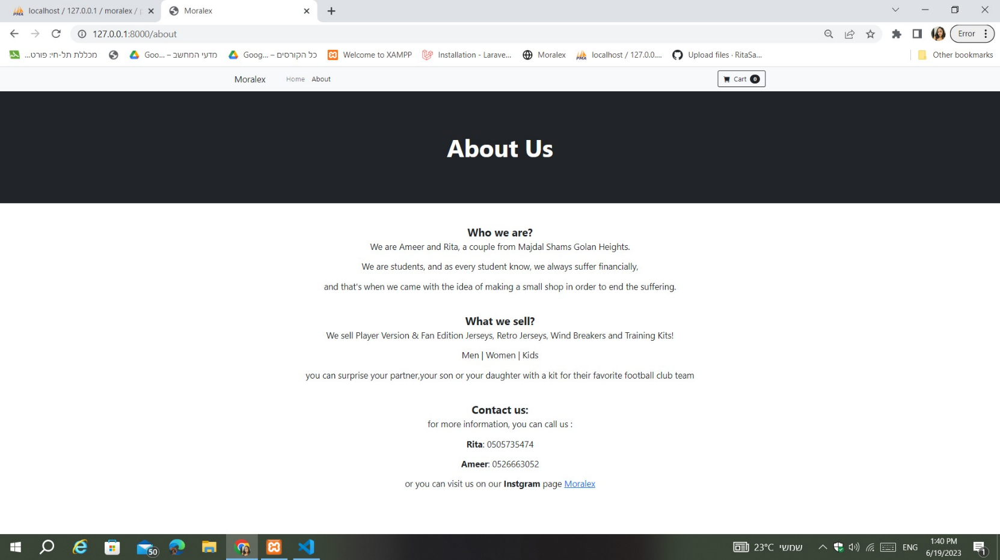 localhost / 127.0.0.1 / moralex / p
Moralex
127.0.0.1:8000/about
Error
מכללת תל-חי: פורט...
מדעי המחשב – Goo...
כל הקורסים – Goog...
Welcome to XAMPP
Installation - Larave...
Moralex
localhost / 127.0.0....
Upload files · RitaSa...
Other bookmarks
Moralex
Home
About
Cart 0
About Us
Who we are?
We are Ameer and Rita, a couple from Majdal Shams Golan Heights.
We are students, and as every student know, we always suffer financially,
and that's when we came with the idea of making a small shop in order to end the suffering.
What we sell?
We sell Player Version & Fan Edition Jerseys, Retro Jerseys, Wind Breakers and Training Kits!
Men | Women | Kids
you can surprise your partner,your son or your daughter with a kit for their favorite football club team
Contact us:
for more information, you can call us :
Rita: 0505735474
Ameer: 0526663052
or you can visit us on our Instgram page Moralex
50
23°C שמשי
ENG
1:40 PM
6/19/2023
1